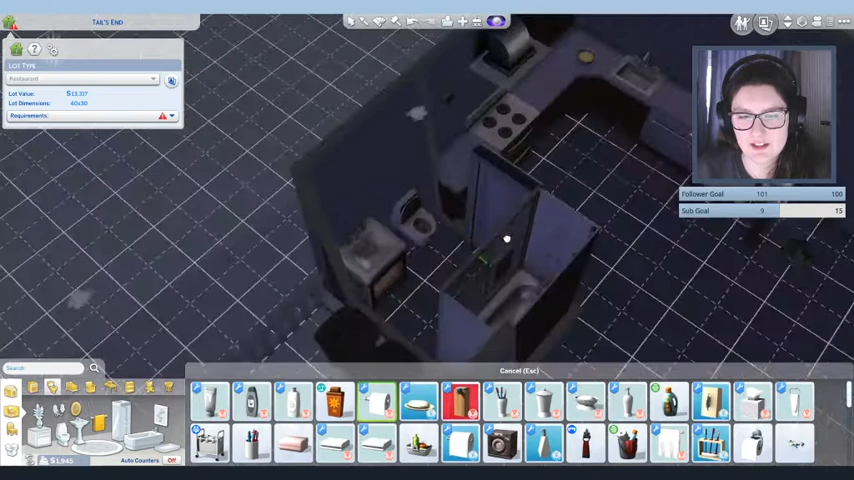 TAIL'S END
LOT TYPE
Restaurant
Lot Value: $13,317
Lot Dimensions: 40x30
Requirements:
Follower Goal 101 100
Sub Goal 9 15
Search
Cancel (Esc)
$1,945
Auto Counters Off